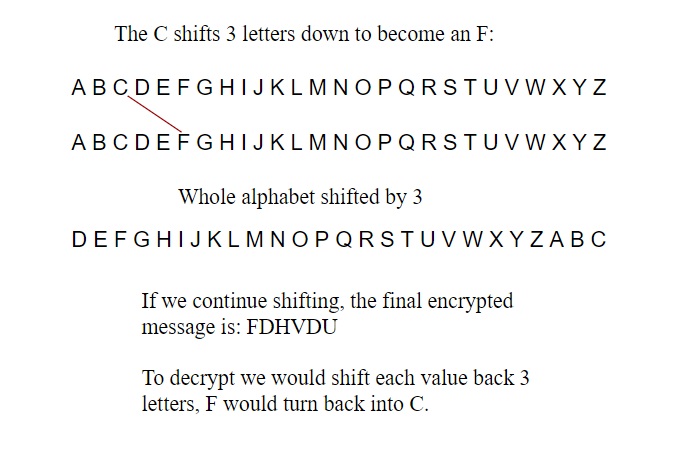 The C shifts 3 letters down to become an F:
A B C D E F G H I J K L M N O P Q R S T U V W X Y Z
A B C D E F G H I J K L M N O P Q R S T U V W X Y Z
Whole alphabet shifted by 3
D E F G H I J K L M N O P Q R S T U V W X Y Z A B C
If we continue shifting, the final encrypted
message is: FDHVDU
To decrypt we would shift each value back 3
letters, F would turn back into C.